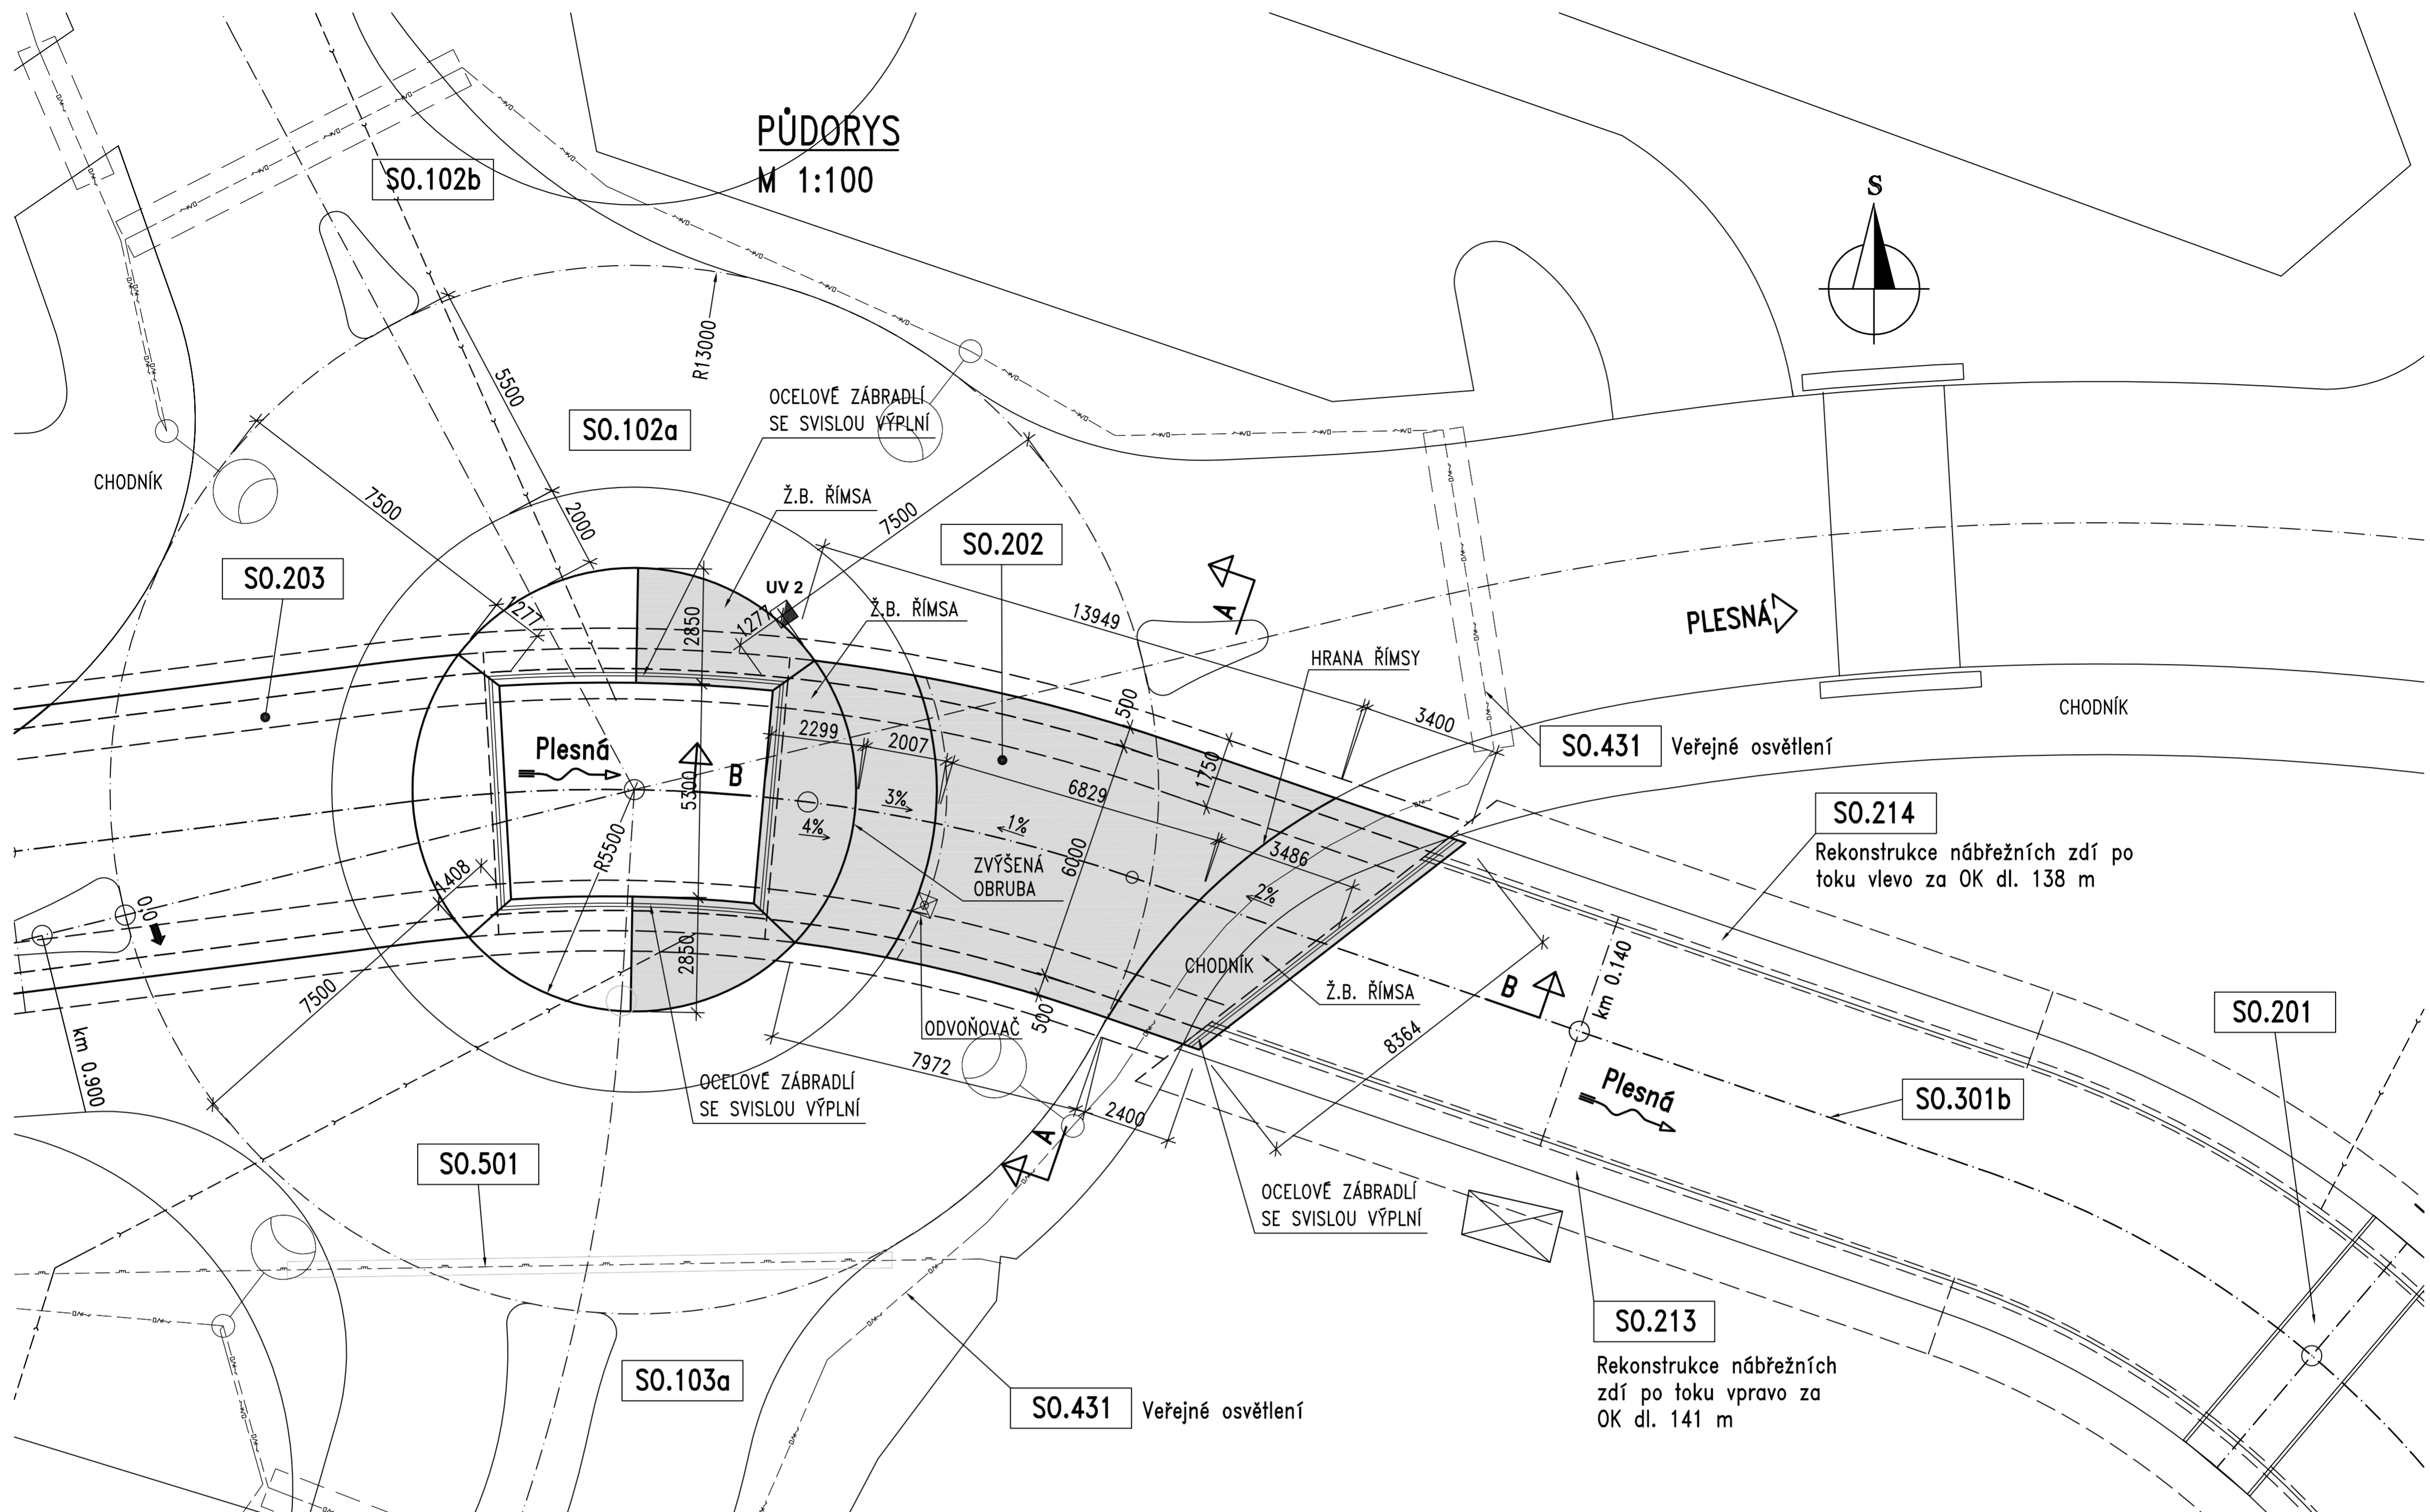 PŮDORYS
M 1:100
SO.102b
S
R13000
5500
OCELOVÉ ZÁBRADLÍ
SE SVISLOU VÝPLNÍ
SO.102a
CHODNÍK
7500
2000
Ž.B. ŘÍMSA
7500
SO.202
SO.203
UV 2
1277
1277
2850
Ž.B. ŘÍMSA
13949
A
PLESNÁ
HRANA ŘÍMSY
500
3400
CHODNÍK
2299
2007
1750
SO.431
Veřejné osvětlení
Plesná
B
5300
3%
4%
6829
1%
6000
3486
2%
SO.214
Rekonstrukce nábřežních zdí po
toku vlevo za OK dl. 138 m
R5500
ZVÝŠENÁ
OBRUBA
1408
0,0
2850
CHODNÍK
Ž.B. ŘÍMSA
B
km 0.140
7500
km 0.900
ODVOŇOVAČ
500
8364
SO.201
7972
OCELOVÉ ZÁBRADLÍ
SE SVISLOU VÝPLNÍ
2400
A
Plesná
SO.301b
SO.501
OCELOVÉ ZÁBRADLÍ
SE SVISLOU VÝPLNÍ
SO.213
Rekonstrukce nábřežních
zdí po toku vpravo za
OK dl. 141 m
SO.103a
SO.431
Veřejné osvětlení